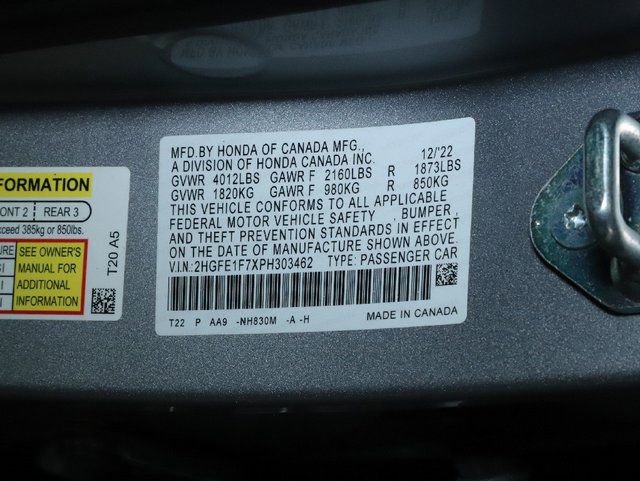 MFD.BY HONDA OF CANADA MFG.,
A DIVISION OF HONDA CANADA INC. 12/'22
GVWR 4012LBS GAWR F 2160LBS R 1873LBS
GVWR 1820KG GAWR F 980KG R 850KG
THIS VEHICLE CONFORMS TO ALL APPLICABLE
FEDERAL MOTOR VEHICLE SAFETY , BUMPER ,
AND THEFT PREVENTION STANDARDS IN EFFECT
ON THE DATE OF MANUFACTURE SHOWN ABOVE.
V.I.N.: 2HGFE1F7XPH303462 TYPE: PASSENGER CAR
T22 P AA9 -NH830M -A -H
MADE IN CANADA
FORMATION
ONT 2 REAR 3
xceed 385kg or 850lbs.
URE
SEE OWNER'S
MANUAL FOR
ADDITIONAL
INFORMATION
T20 A5